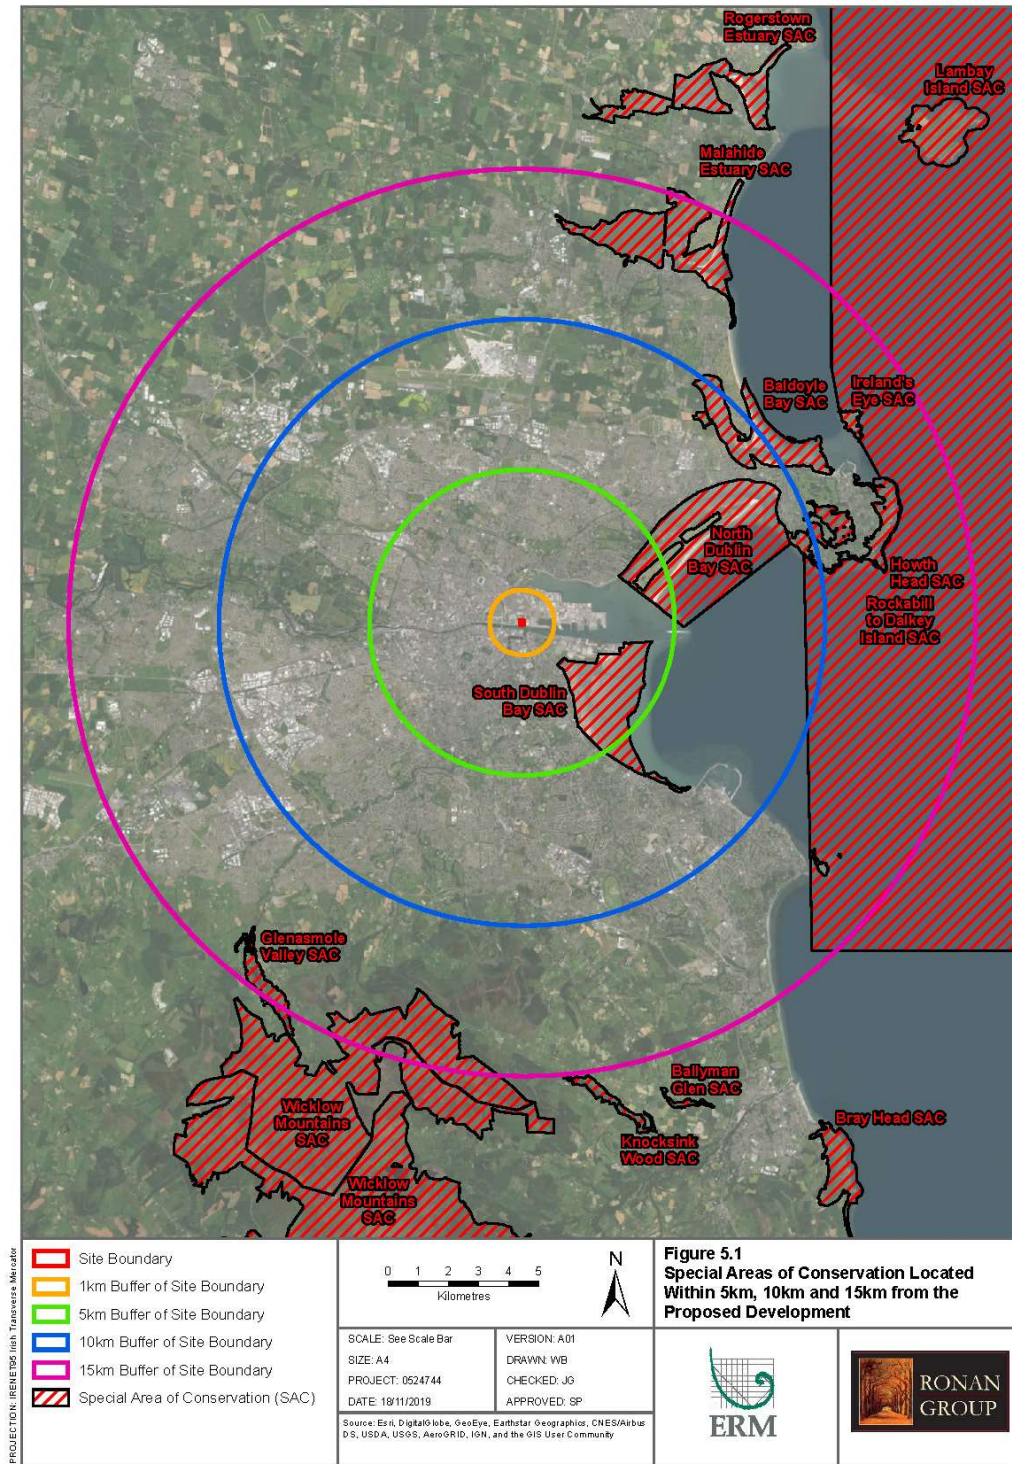 Rogerstown
Estuary SAC
Lambay
Island SAC
Malahide
Estuary SAC
Baldoyle
Bay SAC
Ireland's
Eye SAC
North
Dublin
Bay SAC
Howth
Head SAC
Rockabill
to Dalkey
Island SAC
South Dublin
Bay SAC
Glenasmole
Valley SAC
Ballyman
Glen SAC
Wicklow
Mountains
SAC
Knocksink
Wood SAC
Bray Head SAC
Wicklow
Mountains
SAC
PROJECTION: IRENET95 Irish Transverse Mercator
Site Boundary
1km Buffer of Site Boundary
5km Buffer of Site Boundary
10km Buffer of Site Boundary
15km Buffer of Site Boundary
Special Area of Conservation (SAC)
0 1 2 3 4 5
Kilometres
N
Figure 5.1
Special Areas of Conservation Located
Within 5km, 10km and 15km from the
Proposed Development
SCALE: See Scale Bar
VERSION: A01
SIZE: A4
DRAWN: WB
PROJECT: 0524744
CHECKED: JG
DATE: 18/11/2019
APPROVED: SP
Source: Esri, DigitalGlobe, GeoEye, Earthstar Geographics, CNES/Airbus
DS, USDA, USGS, AeroGRID, IGN, and the GIS User Community
ERM
RONAN
GROUP